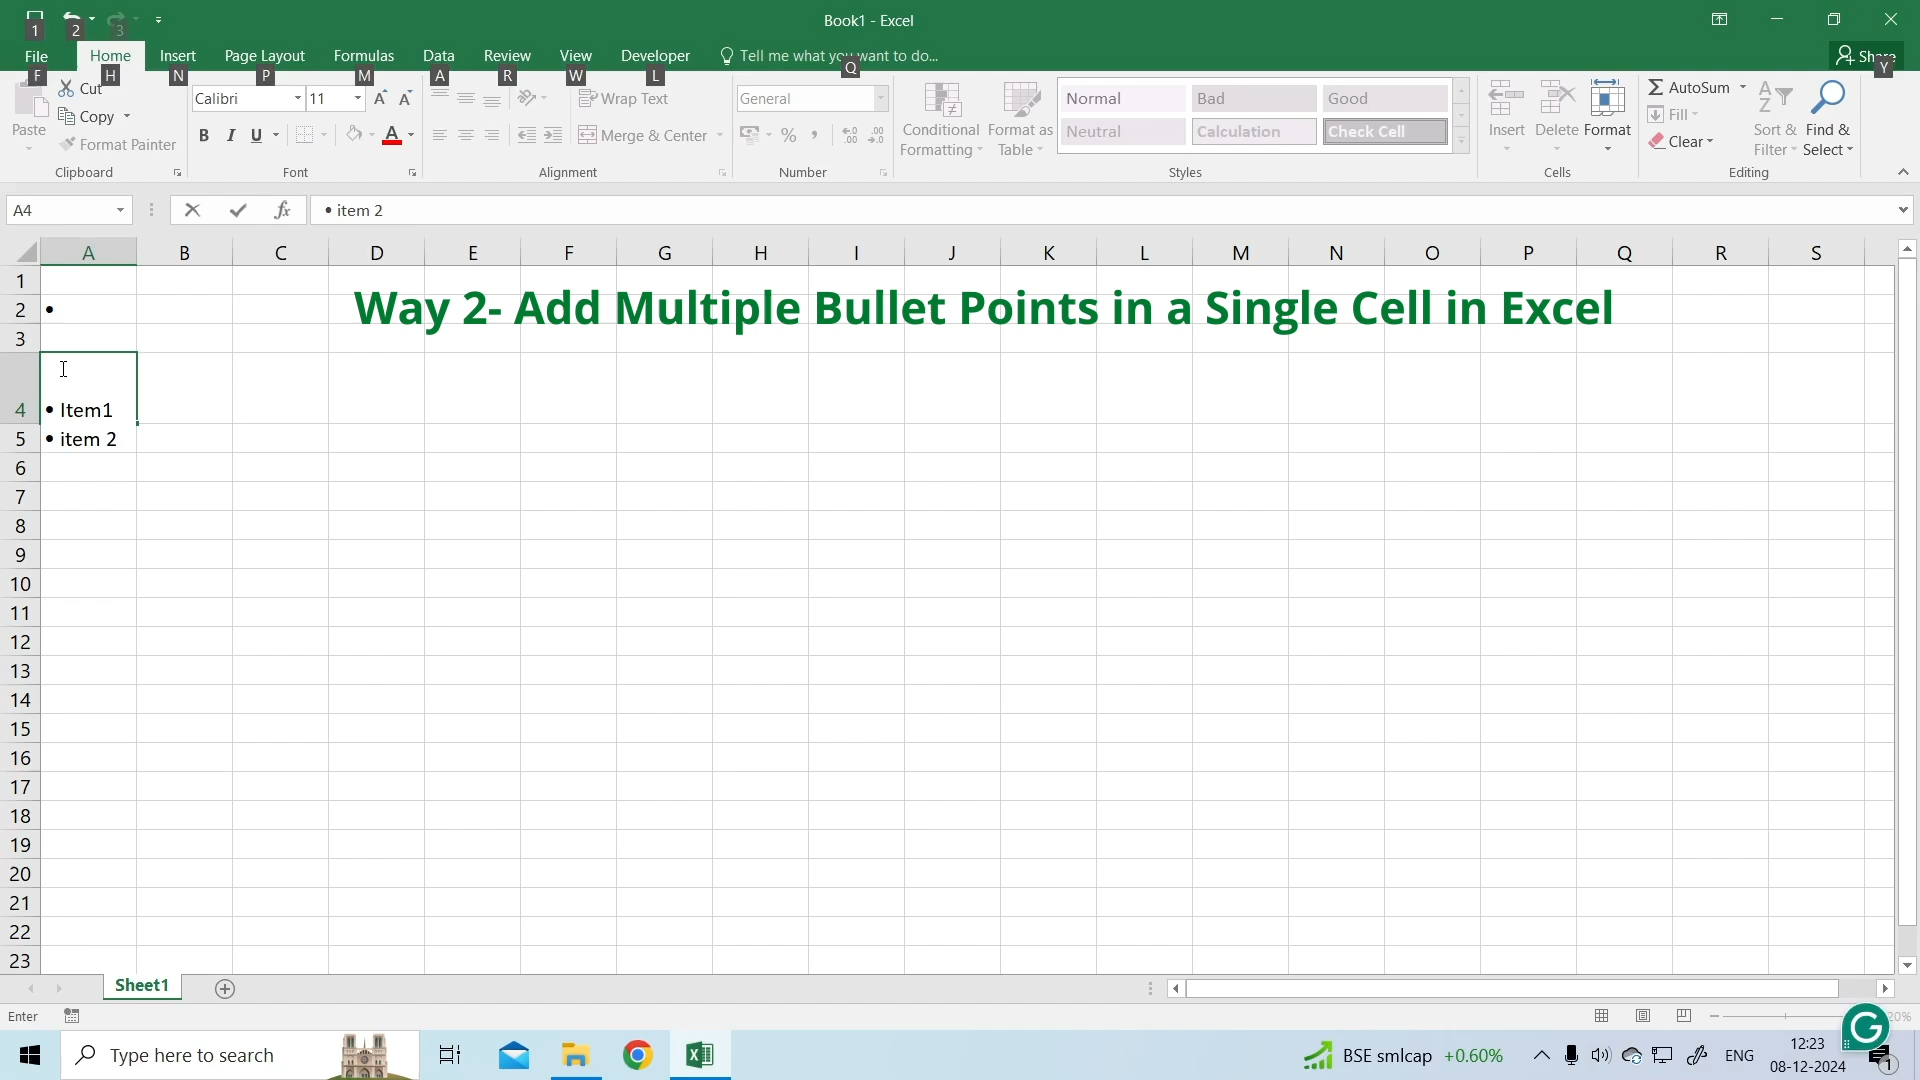 1 2 3 Book1 - Excel
File Home Insert Page Layout Formulas Data Review View Developer Tell me what you want to do... Share
F H N P M A R W L Q Y
Cut
Copy
Format Painter
Paste
Clipboard
Calibri 11
B I U A
Font
Wrap Text
Merge & Center
Alignment
General
% ,
Number
Conditional Formatting
Format as Table
Normal Bad Good
Neutral Calculation Check Cell
Styles
Insert Delete Format
Cells
AutoSum
Fill
Clear
Sort & Filter
Find & Select
Editing
A4 fx • item 2
A B C D E F G H I J K L M N O P Q R S
1
2 •
Way 2- Add Multiple Bullet Points in a Single Cell in Excel
3
4 • Item1
5 • item 2
6
7
8
9
10
11
12
13
14
15
16
17
18
19
20
21
22
23
Sheet1
Enter
Type here to search
BSE smlcap +0.60% ENG
12:23
08-12-2024
1